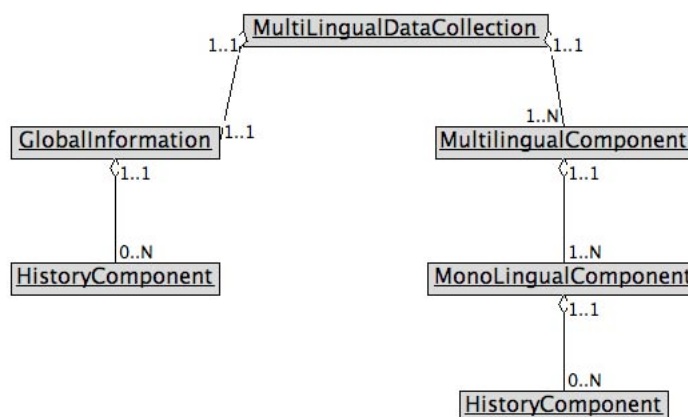 MultiLingualDataCollection
1..1 1..1
1..N
1..1
GlobalInformation MultilingualComponent
1..1 1..1
0..N 1..N
HistoryComponent MonoLingualComponent
1..1
0..N
HistoryComponent